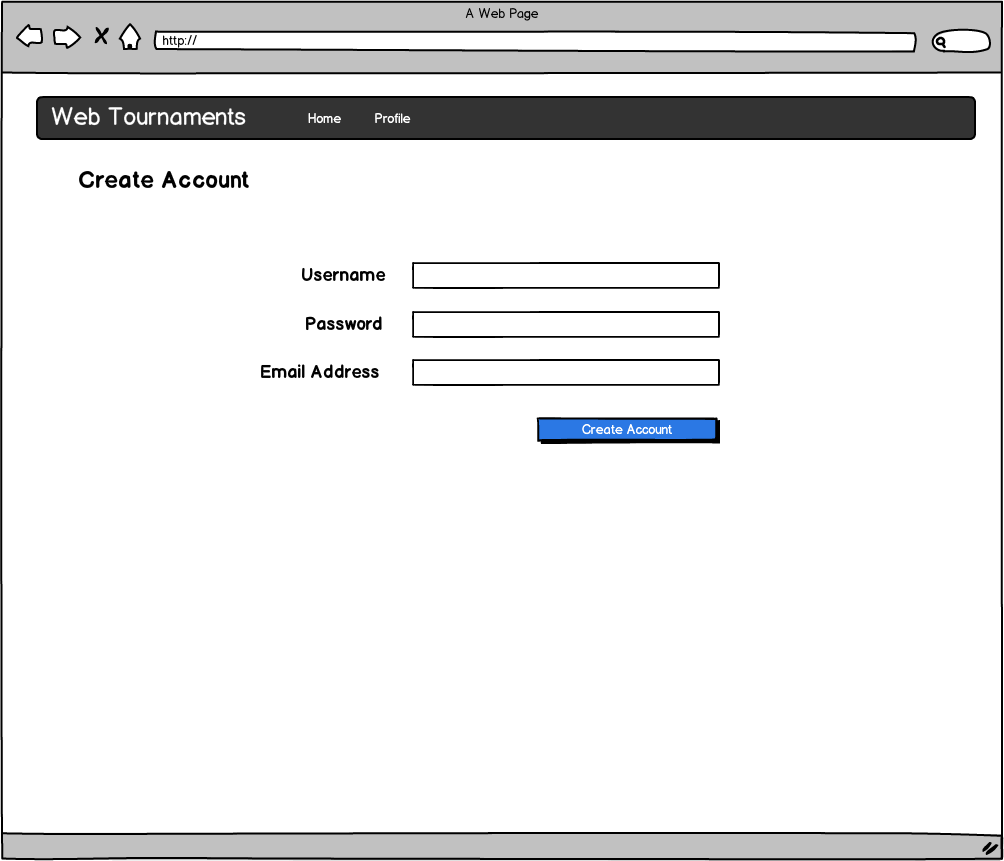 A Web Page
http://
Web Tournaments Home Profile
Create Account
Username
Password
Email Address
Create Account